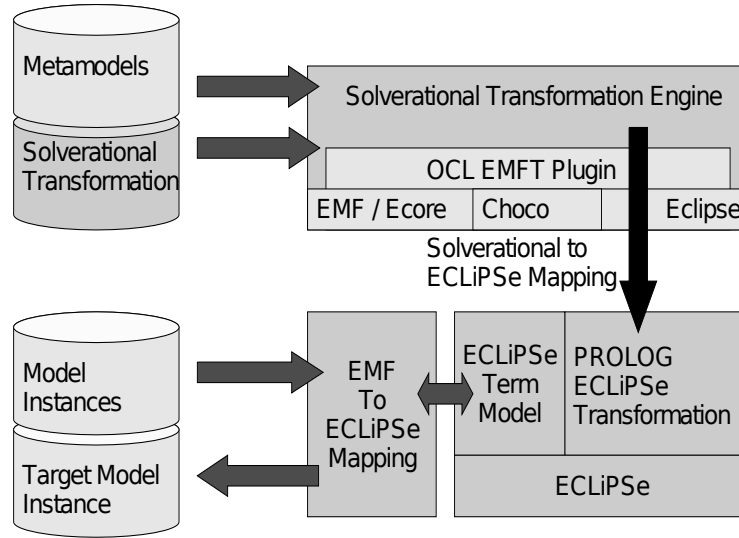 Metamodels
Solverational
Transformation
Solverational Transformation Engine
OCL EMFT Plugin
EMF / Ecore
Choco
Eclipse
Solverational to
ECLiPSe Mapping
Model
Instances
Target Model
Instance
EMF
To
ECLiPSe
Mapping
ECLiPSe
Term
Model
PROLOG
ECLiPSe
Transformation
ECLiPSe